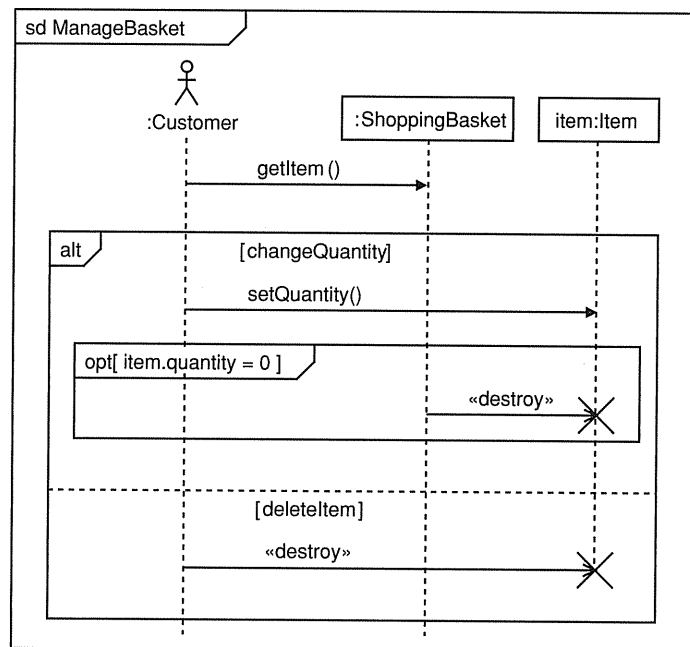 sd ManageBasket
:Customer
:ShoppingBasket
item:Item
getItem ()
alt
[changeQuantity]
setQuantity()
opt[ item.quantity = 0 ]
«destroy»
[deleteItem]
«destroy»